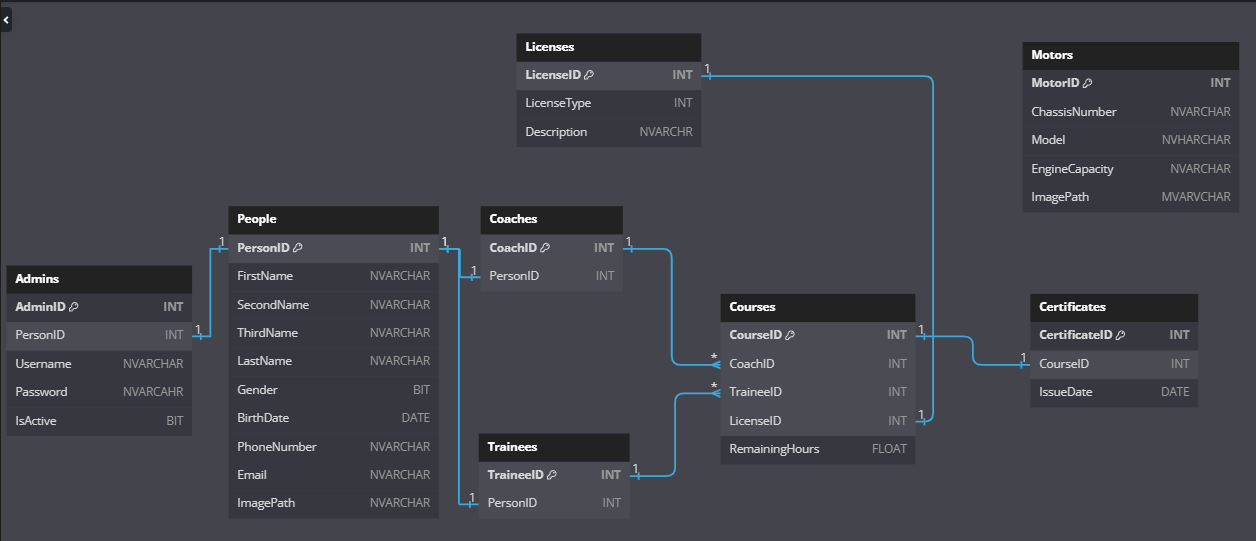 Licenses
LicenseID INT
LicenseType INT
Description NVARCHR
Motors
MotorID INT
ChassisNumber NVARCHAR
Model NVHARCHAR
EngineCapacity NVARCHAR
ImagePath MVARVCHAR
People
PersonID INT
FirstName NVARCHAR
SecondName NVARCHAR
ThirdName NVARCHAR
LastName NVARCHAR
Gender BIT
BirthDate DATE
PhoneNumber NVARCHAR
Email NVARCHAR
ImagePath NVARCHAR
Coaches
CoachID INT
PersonID INT
Admins
AdminID INT
PersonID INT
Username NVARCHAR
Password NVARCAHR
IsActive BIT
Courses
CourseID INT
CoachID INT
TraineeID INT
LicenseID INT
RemainingHours FLOAT
Certificates
CertificateID INT
CourseID INT
IssueDate DATE
Trainees
TraineeID INT
PersonID INT
1
1
1
1
1
1
1
1
1
1
1
*
*